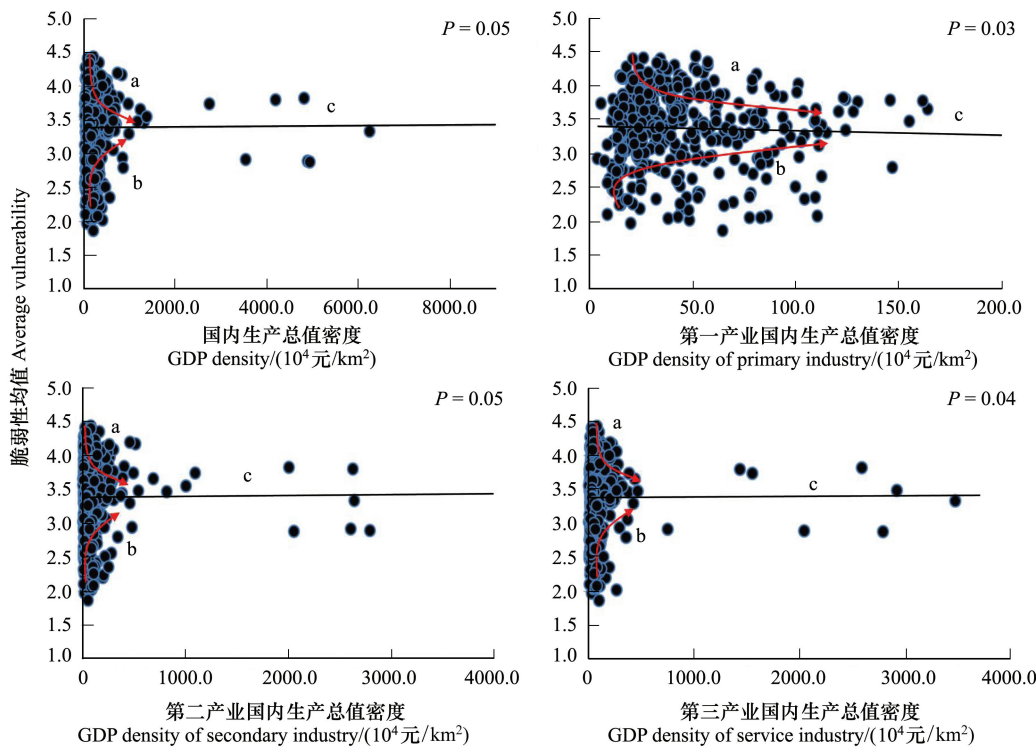 脆弱性均值 Average vulnerability
5.0
4.5
4.0
3.5
3.0
2.5
2.0
1.5
1.0
P = 0.05
a
b
c
0 2000.0 4000.0 6000.0 8000.0
国内生产总值密度
GDP density/(10⁴元/km²)
5.0
4.5
4.0
3.5
3.0
2.5
2.0
1.5
1.0
P = 0.03
a
b
c
0 50.0 100.0 150.0 200.0
第一产业国内生产总值密度
GDP density of primary industry/(10⁴元/km²)
5.0
4.5
4.0
3.5
3.0
2.5
2.0
1.5
1.0
P = 0.05
a
b
c
0.0 1000.0 2000.0 3000.0 4000.0
第二产业国内生产总值密度
GDP density of secondary industry/(10⁴元/km²)
5.0
4.5
4.0
3.5
3.0
2.5
2.0
1.5
1.0
P = 0.04
a
b
c
0.0 1000.0 2000.0 3000.0 4000.0
第三产业国内生产总值密度
GDP density of service industry/(10⁴元/km²)